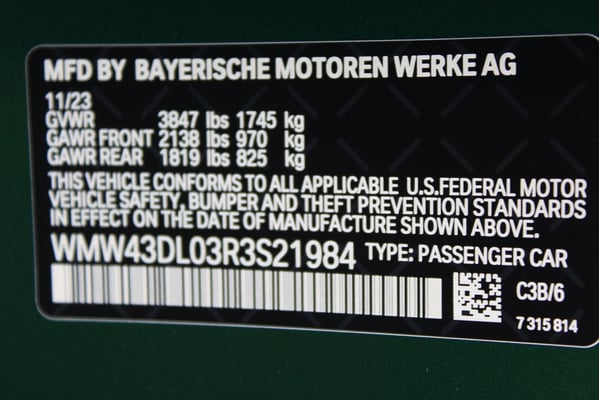 MFD BY BAYERISCHE MOTOREN WERKE AG
11/23
GVWR 3847 lbs 1745 kg
GAWR FRONT 2138 lbs 970 kg
GAWR REAR 1819 lbs 825 kg
THIS VEHICLE CONFORMS TO ALL APPLICABLE U.S.FEDERAL MOTOR
VEHICLE SAFETY, BUMPER AND THEFT PREVENTION STANDARDS
IN EFFECT ON THE DATE OF MANUFACTURE SHOWN ABOVE.
WMW43DL03R3S21984 TYPE: PASSENGER CAR
C3B/6
7 315 814